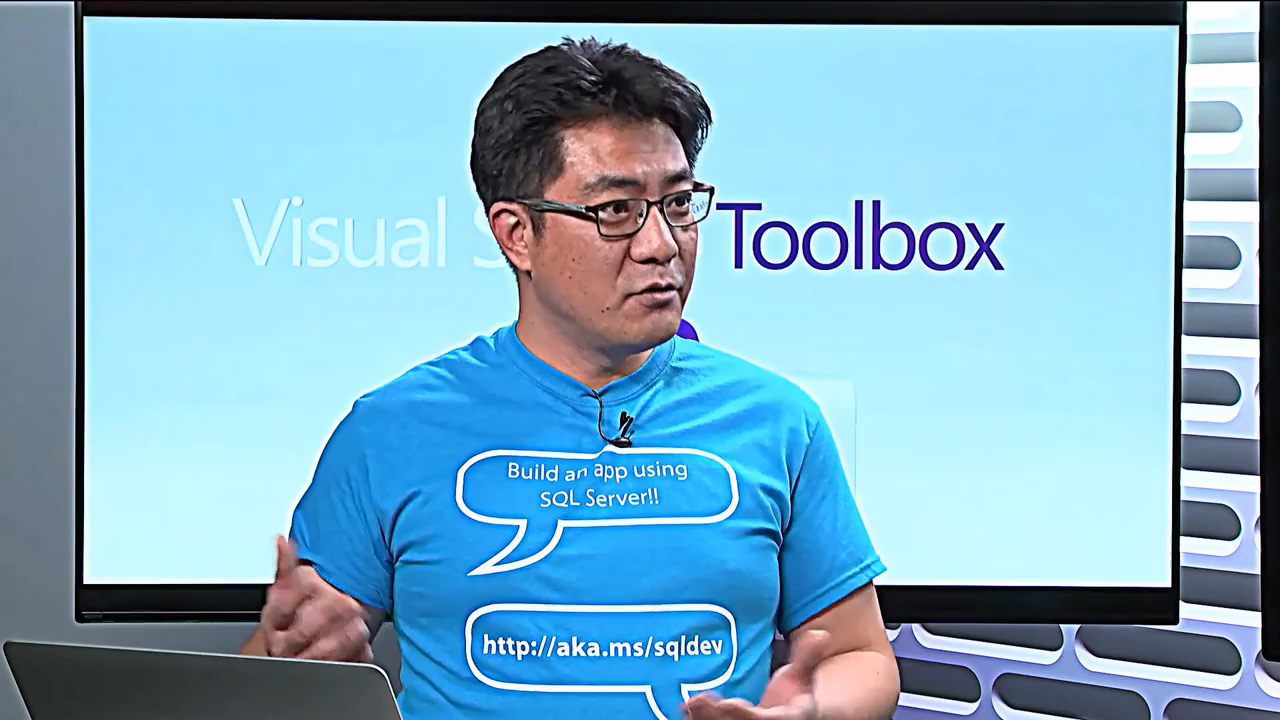 Visual S Toolbox
Build an app using
SQL Server!!
http://aka.ms/sqldev